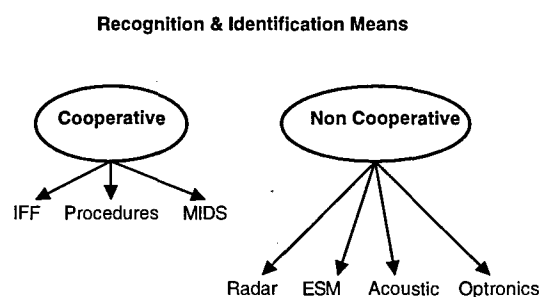 Recognition & Identification Means
Cooperative
Non Cooperative
IFF Procedures MIDS
Radar ESM Acoustic Optronics